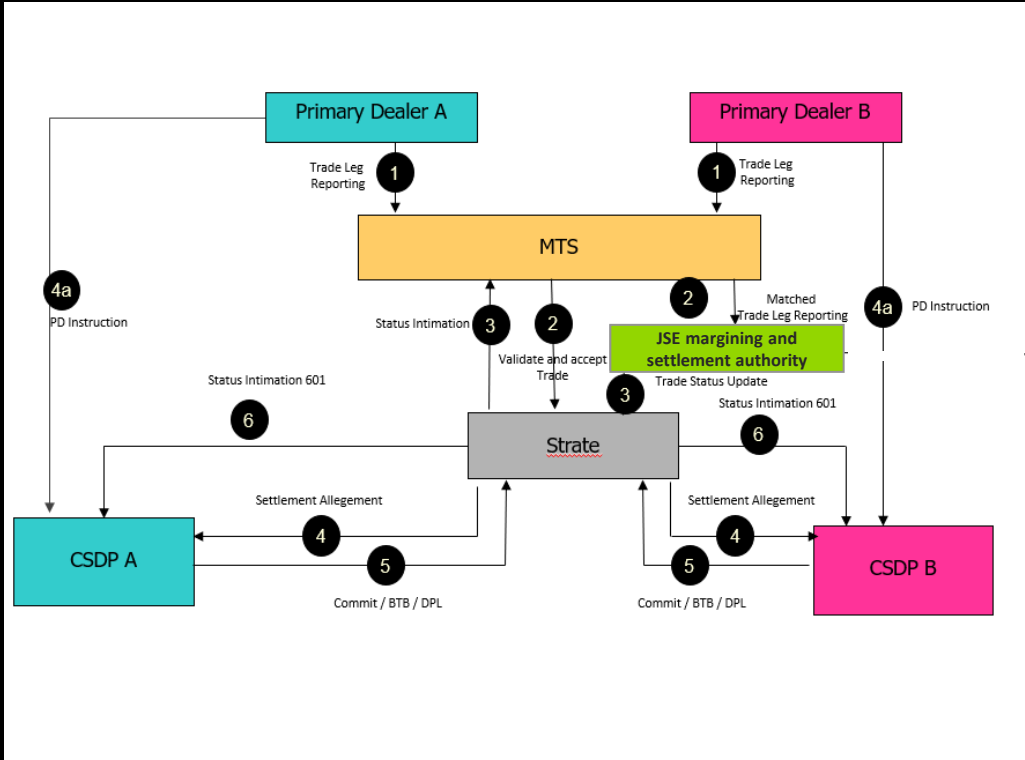 Primary Dealer A
Primary Dealer B
Trade Leg
Reporting
1
1
Trade Leg
Reporting
MTS
4a
PD Instruction
2
Matched
Trade Leg Reporting
4a
PD Instruction
Status Intimation
3
2
JSE margining and
settlement authority
Validate and accept
Trade
Trade Status Update
Status Intimation 601
3
Status Intimation 601
6
6
Strate
Settlement Allegement
Settlement Allegement
4
4
CSDP A
CSDP B
5
5
Commit / BTB / DPL
Commit / BTB / DPL